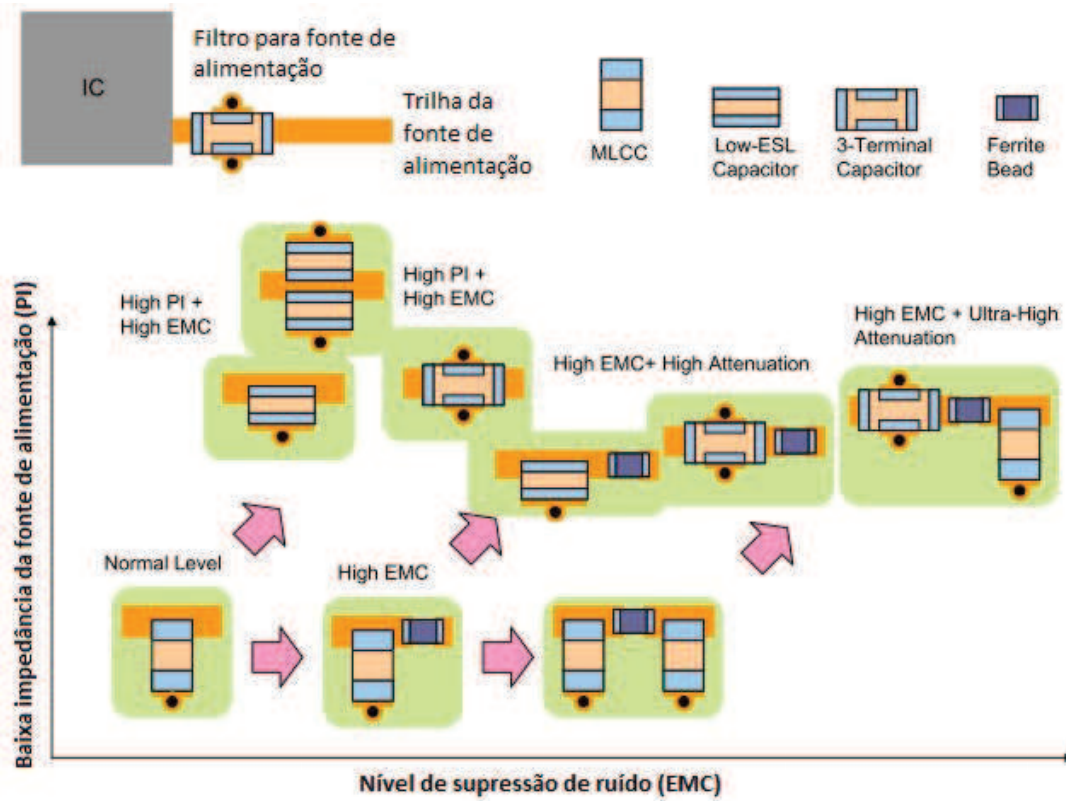 IC
Filtro para fonte de
alimentação
Trilha da
fonte de
alimentação
MLCC
Low-ESL
Capacitor
3-Terminal
Capacitor
Ferrite
Bead
High PI +
High EMC
High PI +
High EMC
High EMC+ High Attenuation
High EMC + Ultra-High
Attenuation
Normal Level
High EMC
Baixa impedância da fonte de alimentação (PI)
Nível de supressão de ruído (EMC)